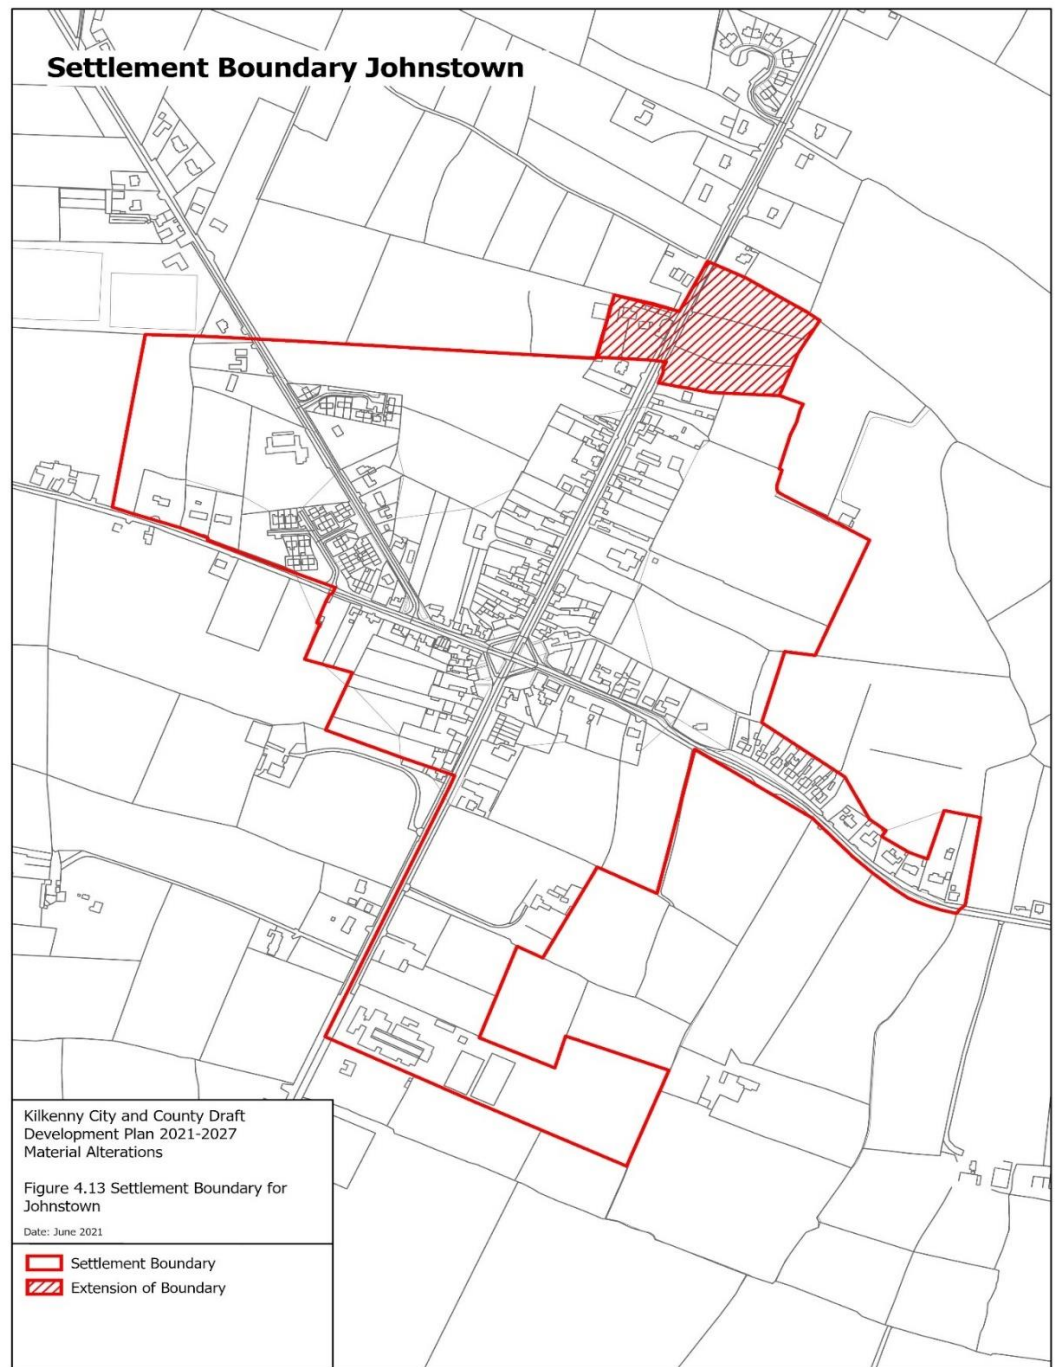 Settlement Boundary Johnstown
Kilkenny City and County Draft
Development Plan 2021-2027
Material Alterations
Figure 4.13 Settlement Boundary for
Johnstown
Date: June 2021
Settlement Boundary
Extension of Boundary